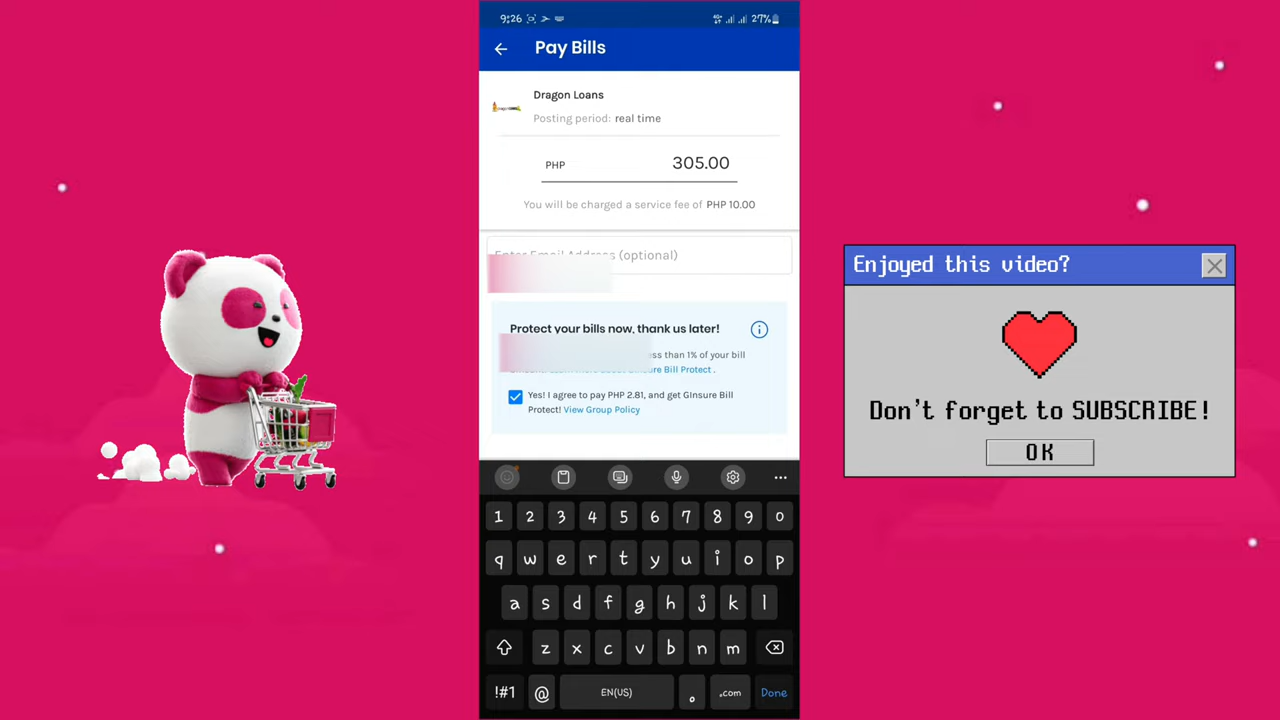 9:26
27%
Pay Bills
Dragon Loans
Posting period: real time
PHP 305.00
You will be charged a service fee of PHP 10.00
Enter Email Address (optional)
Protect your bills now, thank us later!
less than 1% of your bill
Bill Protect .
Yes! I agree to pay PHP 2.81, and get GInsure Bill
Protect! View Group Policy
1 2 3 4 5 6 7 8 9 0
q w e r t y u i o p
a s d f g h j k l
z x c v b n m
!#1 @ EN(US) . .com Done
Enjoyed this video?
Don't forget to SUBSCRIBE!
OK